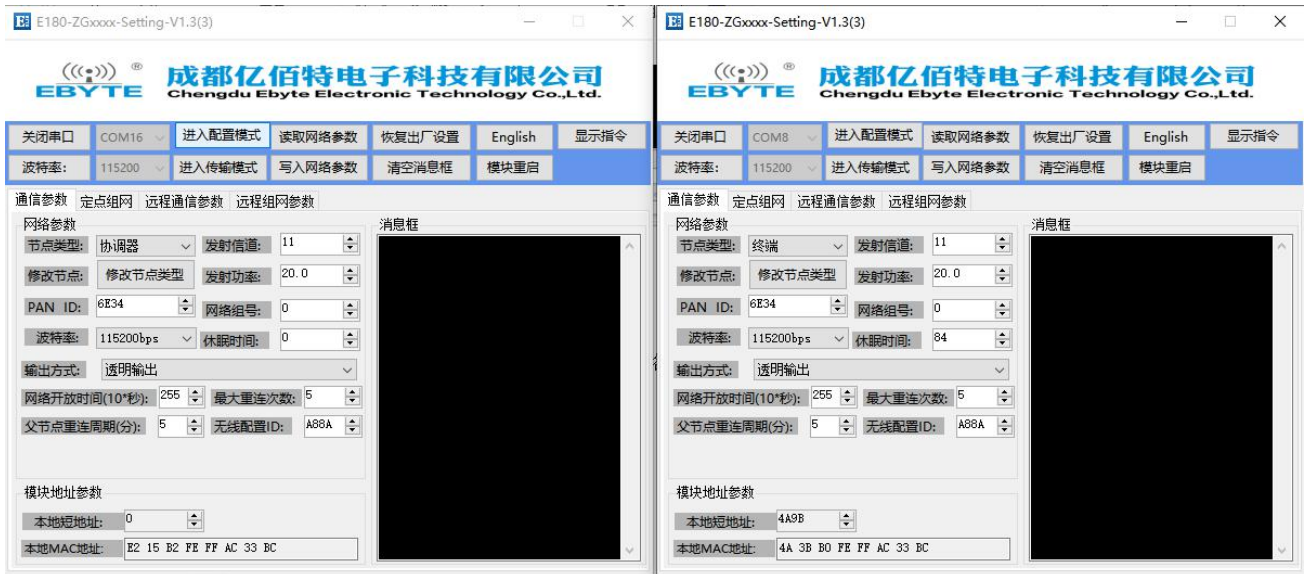 E180-ZGxxxx-Setting-V1.3(3)
((( ))) ®
EBYTE
成都亿佰特电子科技有限公司
Chengdu Ebyte Electronic Technology Co.,Ltd.
关闭串口 COM16 进入配置模式 读取网络参数 恢复出厂设置 English 显示指令
波特率: 115200 进入传输模式 写入网络参数 清空消息框 模块重启
通信参数 定点组网 远程通信参数 远程组网参数
网络参数 消息框
节点类型: 协调器 发射信道: 11
修改节点: 修改节点类型 发射功率: 20.0
PAN ID: 6E34 网络组号: 0
波特率: 115200bps 休眠时间: 0
输出方式: 透明输出
网络开放时间(10*秒): 255 最大重连次数: 5
父节点重连周期(分): 5 无线配置ID: A88A
模块地址参数
本地短地址: 0
本地MAC地址: E2 15 B2 FE FF AC 33 BC
E180-ZGxxxx-Setting-V1.3(3)
((( ))) ®
EBYTE
成都亿佰特电子科技有限公司
Chengdu Ebyte Electronic Technology Co.,Ltd.
关闭串口 COM8 进入配置模式 读取网络参数 恢复出厂设置 English 显示指令
波特率: 115200 进入传输模式 写入网络参数 清空消息框 模块重启
通信参数 定点组网 远程通信参数 远程组网参数
网络参数 消息框
节点类型: 终端 发射信道: 11
修改节点: 修改节点类型 发射功率: 20.0
PAN ID: 6E34 网络组号: 0
波特率: 115200bps 休眠时间: 84
输出方式: 透明输出
网络开放时间(10*秒): 255 最大重连次数: 5
父节点重连周期(分): 5 无线配置ID: A88A
模块地址参数
本地短地址: 4A9B
本地MAC地址: 4A 3B B0 FE FF AC 33 BC